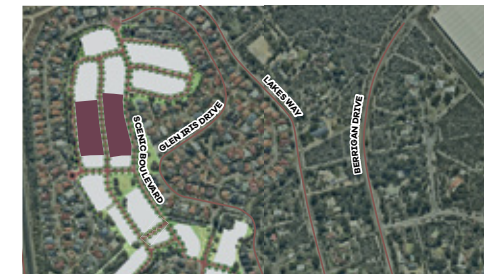 LAKES WAY
GLEN IRIS DRIVE
SCENIC BOULEVARD
BERRIGAN DRIVE